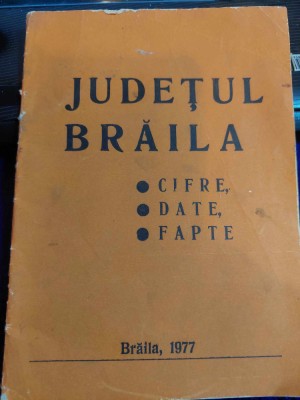 JUDEȚUL
BRĂILA
● CIFRE,
● DATE,
● FAPTE
Brăila, 1977